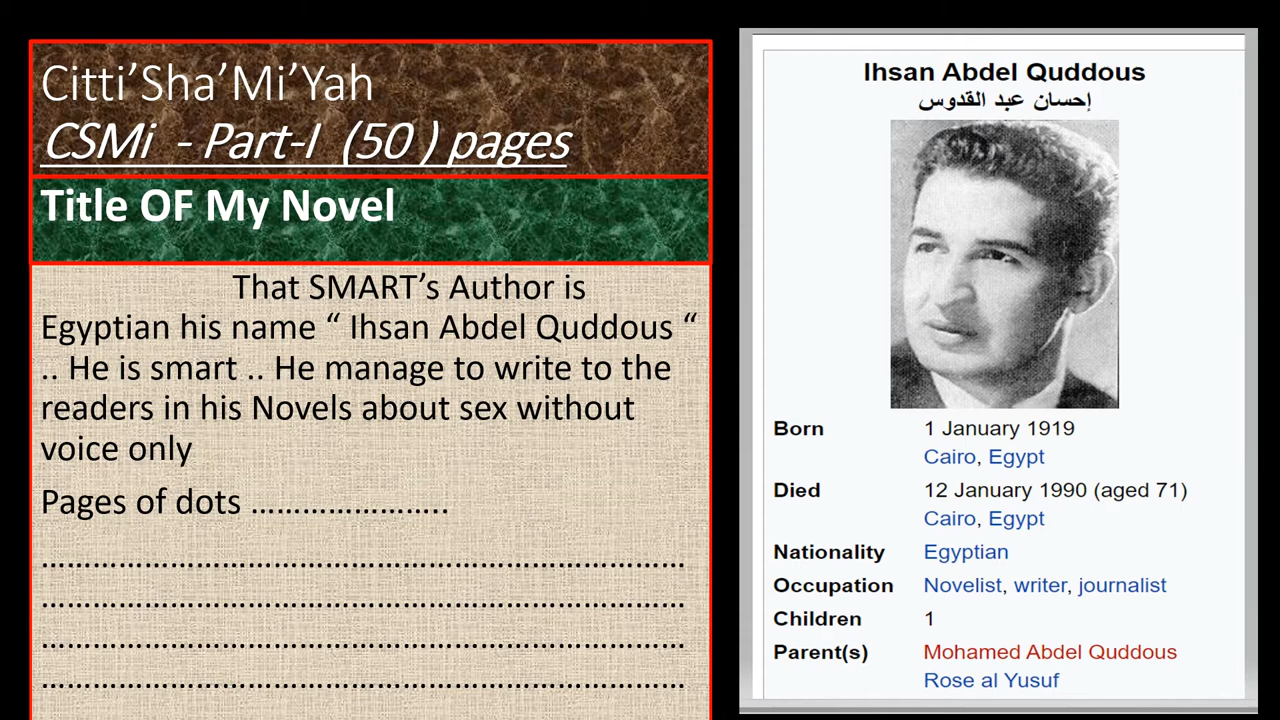 Citti’Sha’Mi’Yah
CSMi - Part-I (50 ) pages
Title OF My Novel
That SMART’s Author is
Egyptian his name “ Ihsan Abdel Quddous “
.. He is smart .. He manage to write to the
readers in his Novels about sex without
voice only
Pages of dots …………………..
……………………………………………………………
……………………………………………………………
……………………………………………………………
……………………………………………………………
Ihsan Abdel Quddous
إحسان عبد القدوس
Born 1 January 1919
Cairo, Egypt
Died 12 January 1990 (aged 71)
Cairo, Egypt
Nationality Egyptian
Occupation Novelist, writer, journalist
Children 1
Parent(s) Mohamed Abdel Quddous
Rose al Yusuf